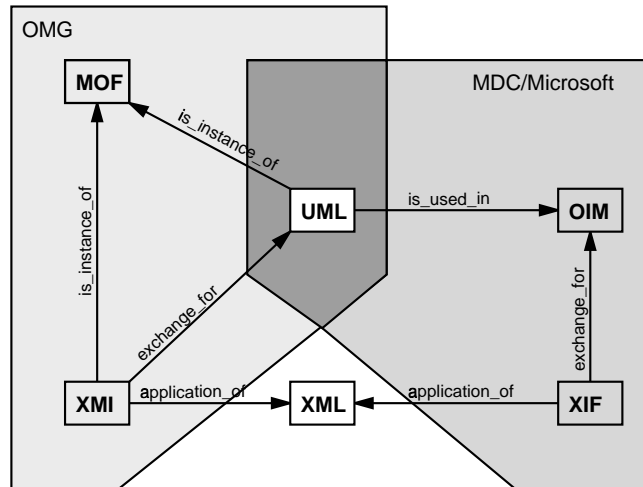 OMG
MDC/Microsoft
MOF
is_instance_of
is_instance_of
UML
is_used_in
OIM
exchange_for
exchange_for
XMI
application_of
XML
application_of
XIF